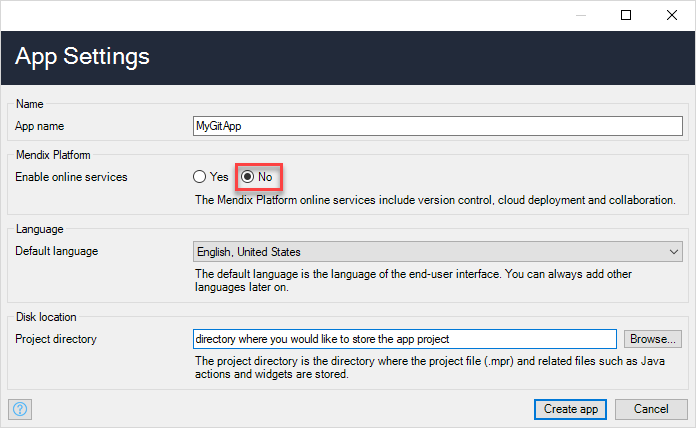 App Settings
Name
App name
MyGitApp
Mendix Platform
Enable online services
Yes
No
The Mendix Platform online services include version control, cloud deployment and collaboration.
Language
Default language
English, United States
The default language is the language of the end-user interface. You can always add other
languages later on.
Disk location
Project directory
directory where you would like to store the app project
Browse...
The project directory is the directory where the project file (.mpr) and related files such as Java
actions and widgets are stored.
?
Create app
Cancel